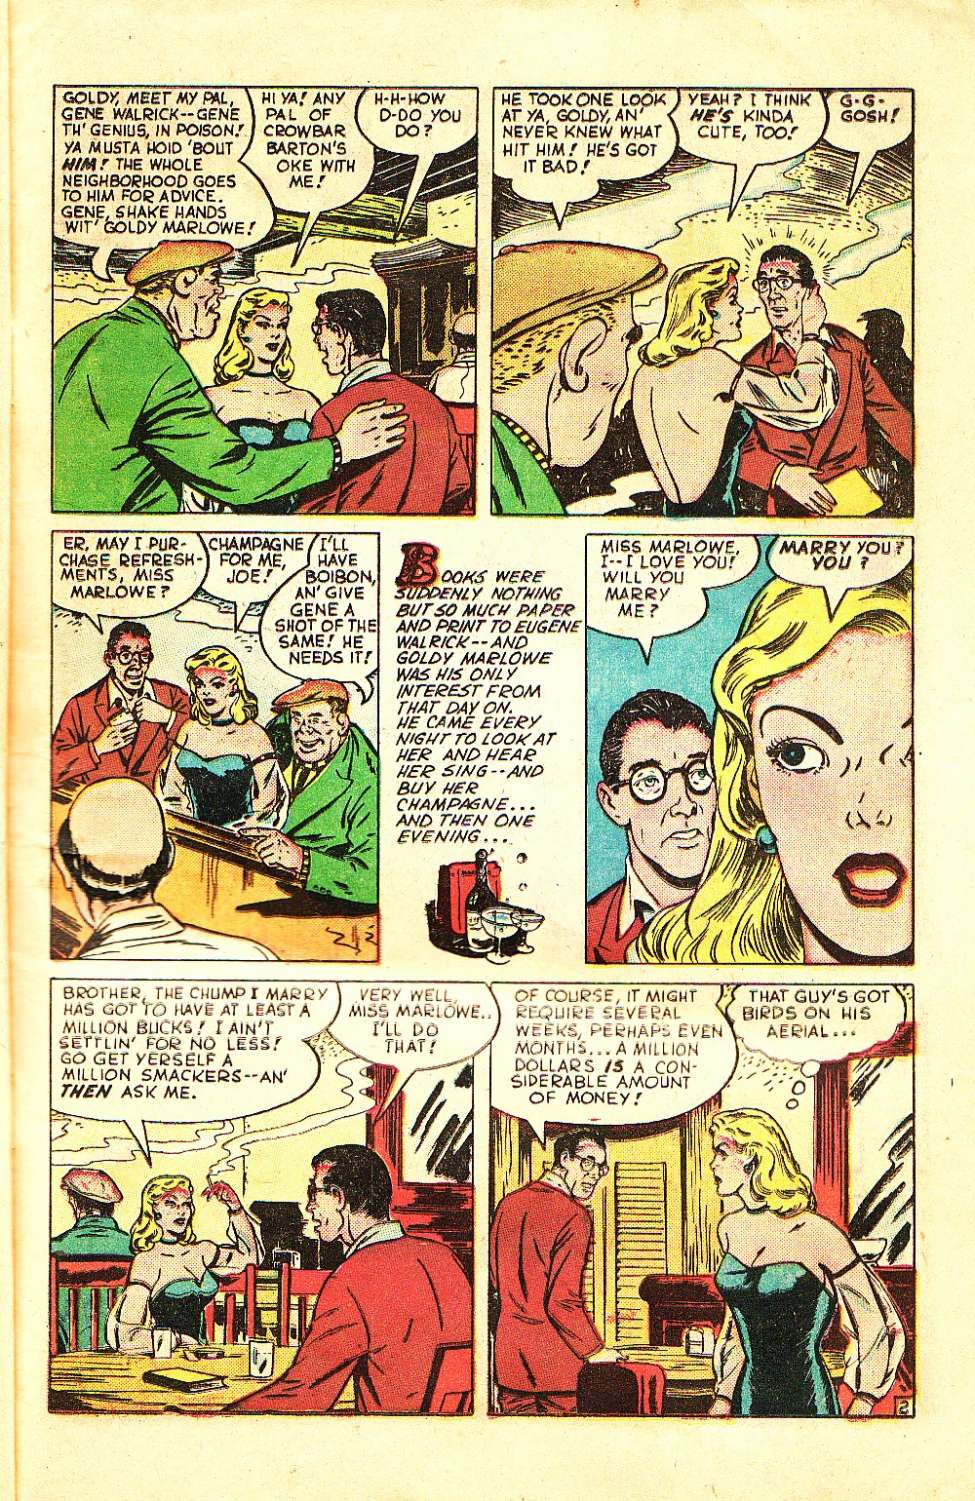 GOLDY, MEET MY PAL,
GENE WALRICK--GENE
TH' GENIUS, IN POISON!
YA MUSTA HOID 'BOUT
HIM! THE WHOLE
NEIGHBORHOOD GOES
TO HIM FOR ADVICE.
GENE, SHAKE HANDS
WIT' GOLDY MARLOWE!
HI YA! ANY
PAL OF
CROWBAR
BARTON'S
OKE WITH
ME!
H-H-HOW
D-DO YOU
DO?
HE TOOK ONE LOOK
AT YA, GOLDY, AN'
NEVER KNEW WHAT
HIT HIM! HE'S GOT
IT BAD!
YEAH? I THINK
HE'S KINDA
CUTE, TOO!
G-G-
GOSH!
ER, MAY I PUR-
CHASE REFRESH-
MENTS, MISS
MARLOWE?
CHAMPAGNE
FOR ME,
JOE!
I'LL
HAVE
BOIBON,
AN' GIVE
GENE A
SHOT OF THE
SAME! HE
NEEDS IT!
BOOKS WERE
SUDDENLY NOTHING
BUT SO MUCH PAPER
AND PRINT TO EUGENE
WALRICK--AND
GOLDY MARLOWE
WAS HIS ONLY
INTEREST FROM
THAT DAY ON.
HE CAME EVERY
NIGHT TO LOOK AT
HER AND HEAR
HER SING--AND
BUY HER
CHAMPAGNE...
AND THEN ONE
EVENING...
MISS MARLOWE,
I--I LOVE YOU!
WILL YOU
MARRY
ME?
MARRY YOU?
YOU?
BROTHER, THE CHUMP I MARRY
HAS GOT TO HAVE AT LEAST A
MILLION BUCKS! I AIN'T
SETTLIN' FOR NO LESS!
GO GET YERSELF A
MILLION SMACKERS--AN'
THEN ASK ME.
VERY WELL,
MISS MARLOWE..
I'LL DO
THAT!
OF COURSE, IT MIGHT
REQUIRE SEVERAL
WEEKS, PERHAPS EVEN
MONTHS... A MILLION
DOLLARS IS A CON-
SIDERABLE AMOUNT
OF MONEY!
THAT GUY'S GOT
BIRDS ON HIS
AERIAL...
2